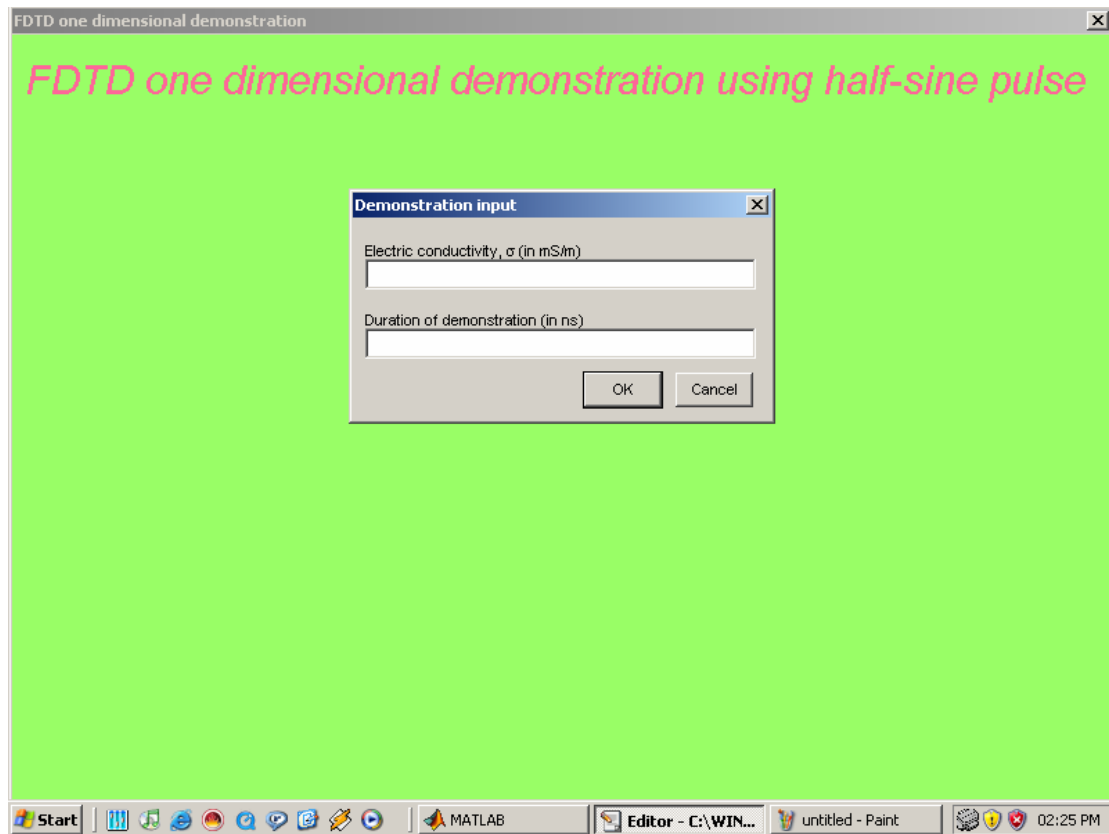 FDTD one dimensional demonstration
FDTD one dimensional demonstration using half-sine pulse
Demonstration input
Electric conductivity, σ (in mS/m)
Duration of demonstration (in ns)
OK Cancel
Start MATLAB Editor - C:\WIN... untitled - Paint 02:25 PM